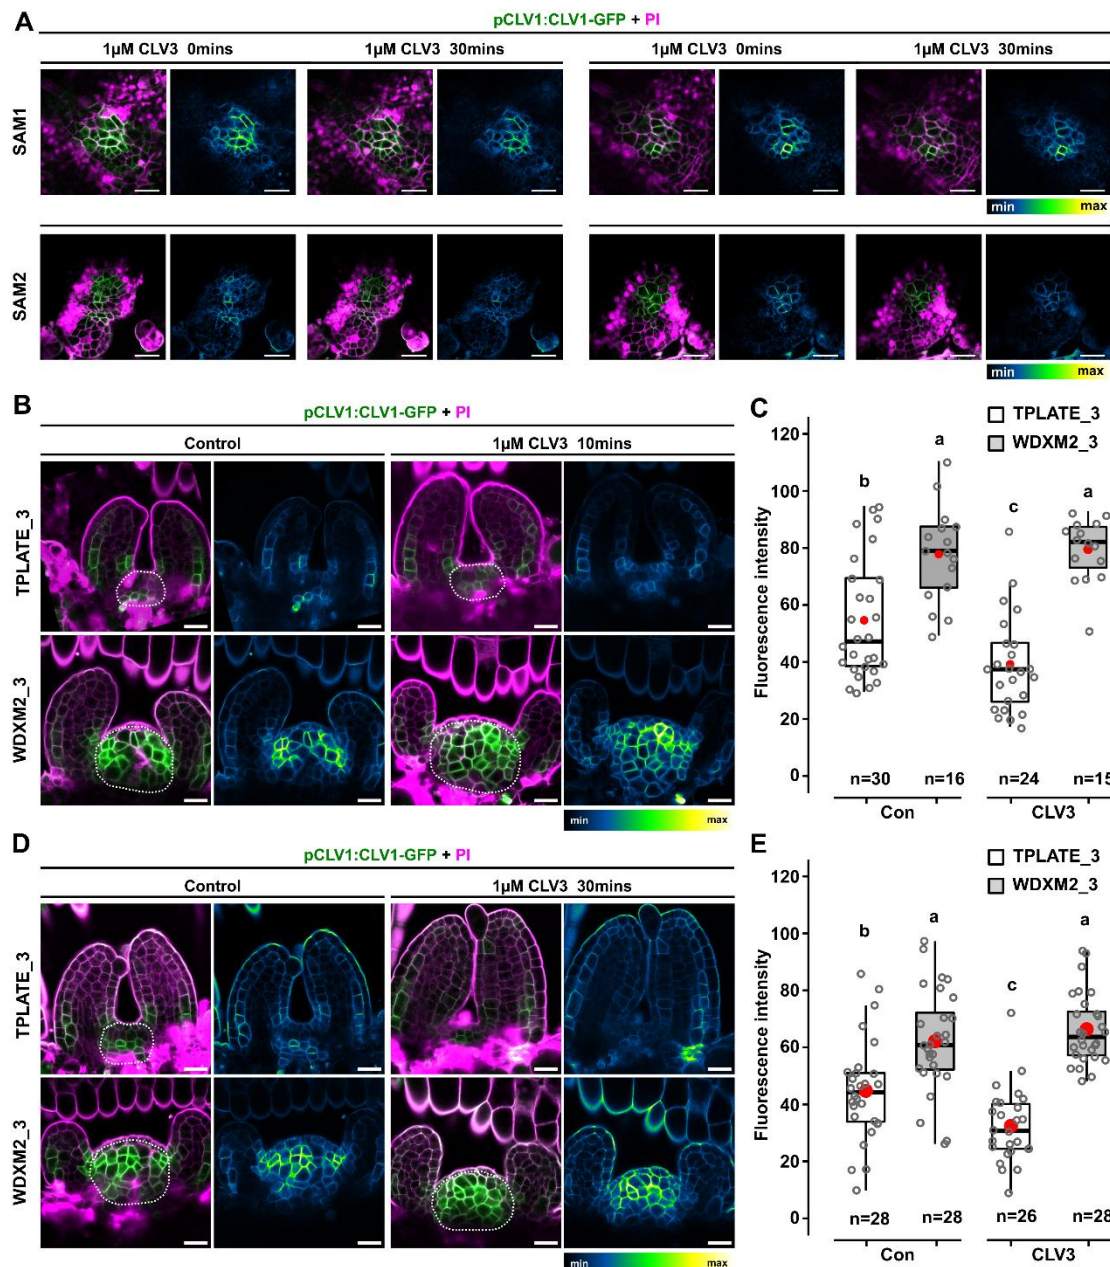 A
pCLV1:CLV1-GFP + PI
1μM CLV3 0mins
1μM CLV3 30mins
1μM CLV3 0mins
1μM CLV3 30mins
SAM1
min max
SAM2
min max
B
pCLV1:CLV1-GFP + PI
Control
1μM CLV3 10mins
TPLATE_3
WDXM2_3
min max
C
TPLATE_3
WDXM2_3
Fluorescence intensity
120
100
80
60
40
20
0
b
a
c
a
n=30
n=16
n=24
n=15
Con
CLV3
D
pCLV1:CLV1-GFP + PI
Control
1μM CLV3 30mins
TPLATE_3
WDXM2_3
min max
E
TPLATE_3
WDXM2_3
Fluorescence intensity
120
100
80
60
40
20
0
b
a
c
a
n=28
n=28
n=26
n=28
Con
CLV3